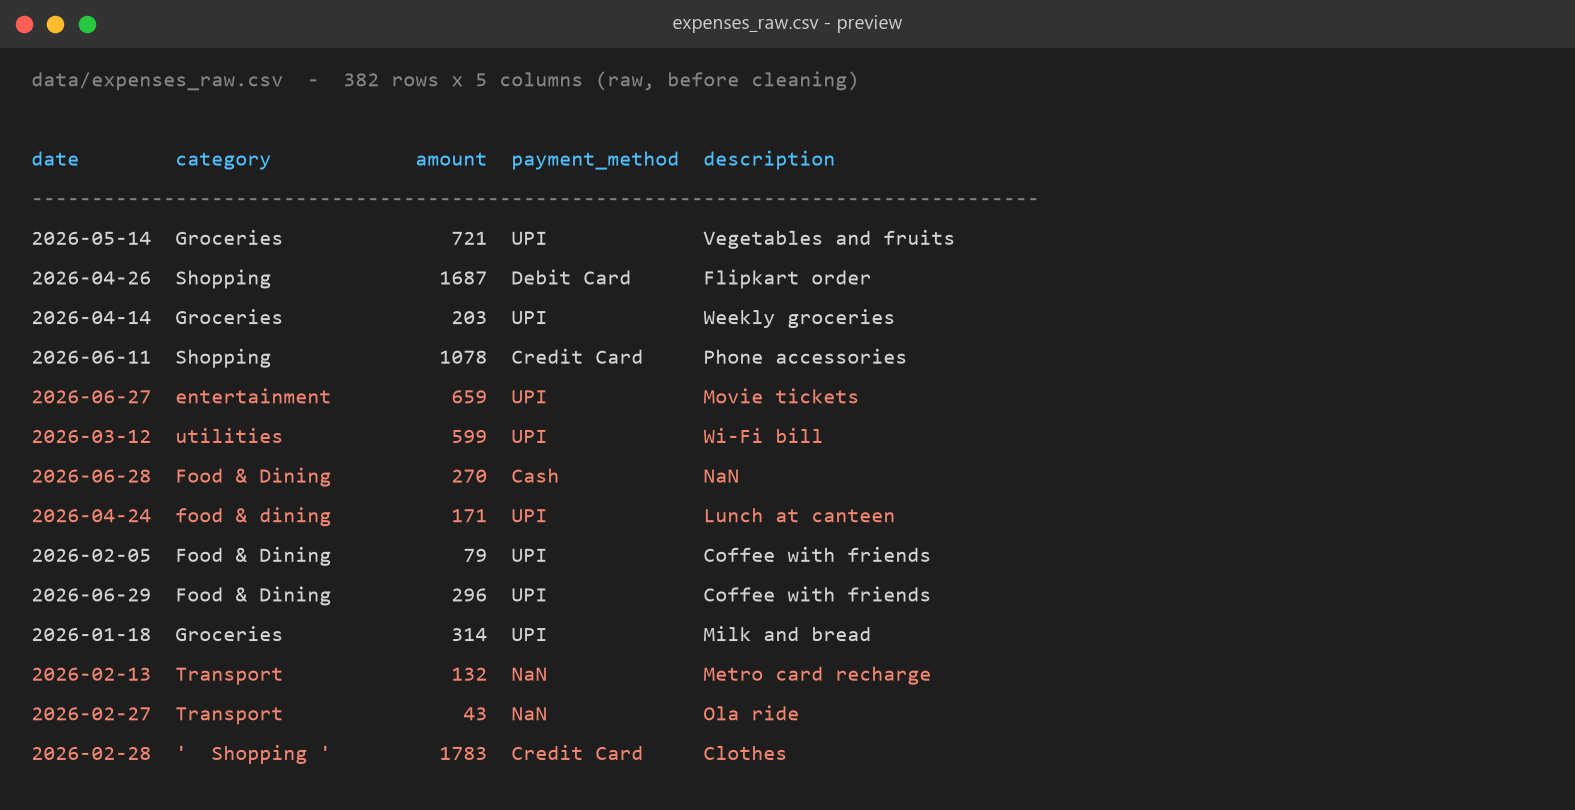 expenses_raw.csv - preview
data/expenses_raw.csv  -  382 rows x 5 columns (raw, before cleaning)
date        category            amount  payment_method  description
------------------------------------------------------------------------------------
2026-05-14  Groceries              721  UPI             Vegetables and fruits
2026-04-26  Shopping              1687  Debit Card      Flipkart order
2026-04-14  Groceries              203  UPI             Weekly groceries
2026-06-11  Shopping              1078  Credit Card     Phone accessories
2026-06-27  entertainment          659  UPI             Movie tickets
2026-03-12  utilities              599  UPI             Wi-Fi bill
2026-06-28  Food & Dining          270  Cash            NaN
2026-04-24  food & dining          171  UPI             Lunch at canteen
2026-02-05  Food & Dining           79  UPI             Coffee with friends
2026-06-29  Food & Dining          296  UPI             Coffee with friends
2026-01-18  Groceries              314  UPI             Milk and bread
2026-02-13  Transport              132  NaN             Metro card recharge
2026-02-27  Transport               43  NaN             Ola ride
2026-02-28  '  Shopping '         1783  Credit Card     Clothes